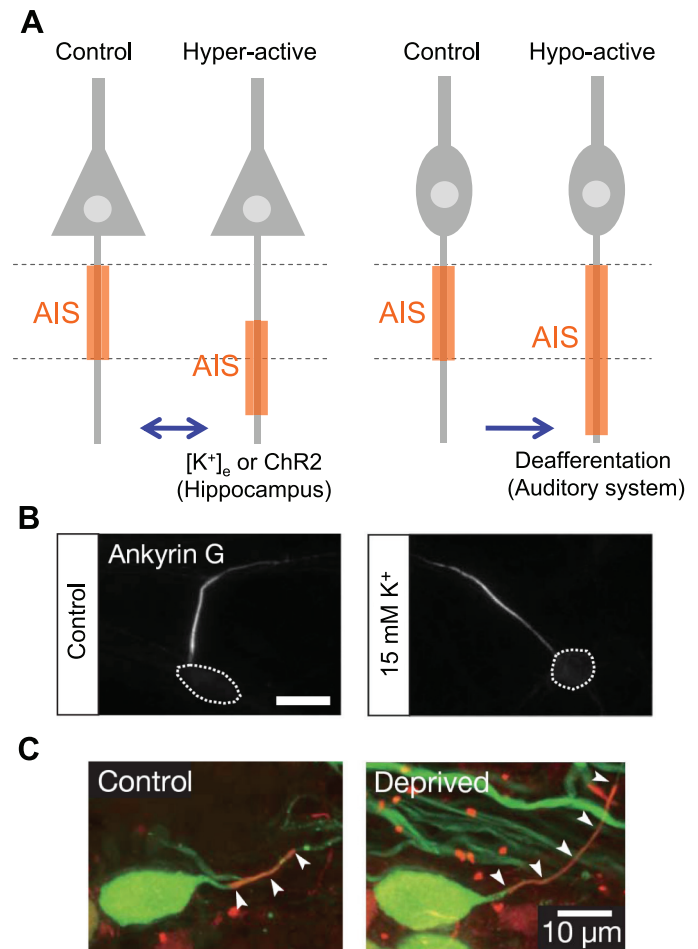 A
Control
Hyper-active
Control
Hypo-active
AIS
AIS
AIS
AIS
[K⁺]ₑ or ChR2
(Hippocampus)
Deafferentation
(Auditory system)
B
Control
Ankyrin G
15 mM K⁺
C
Control
Deprived
10 µm